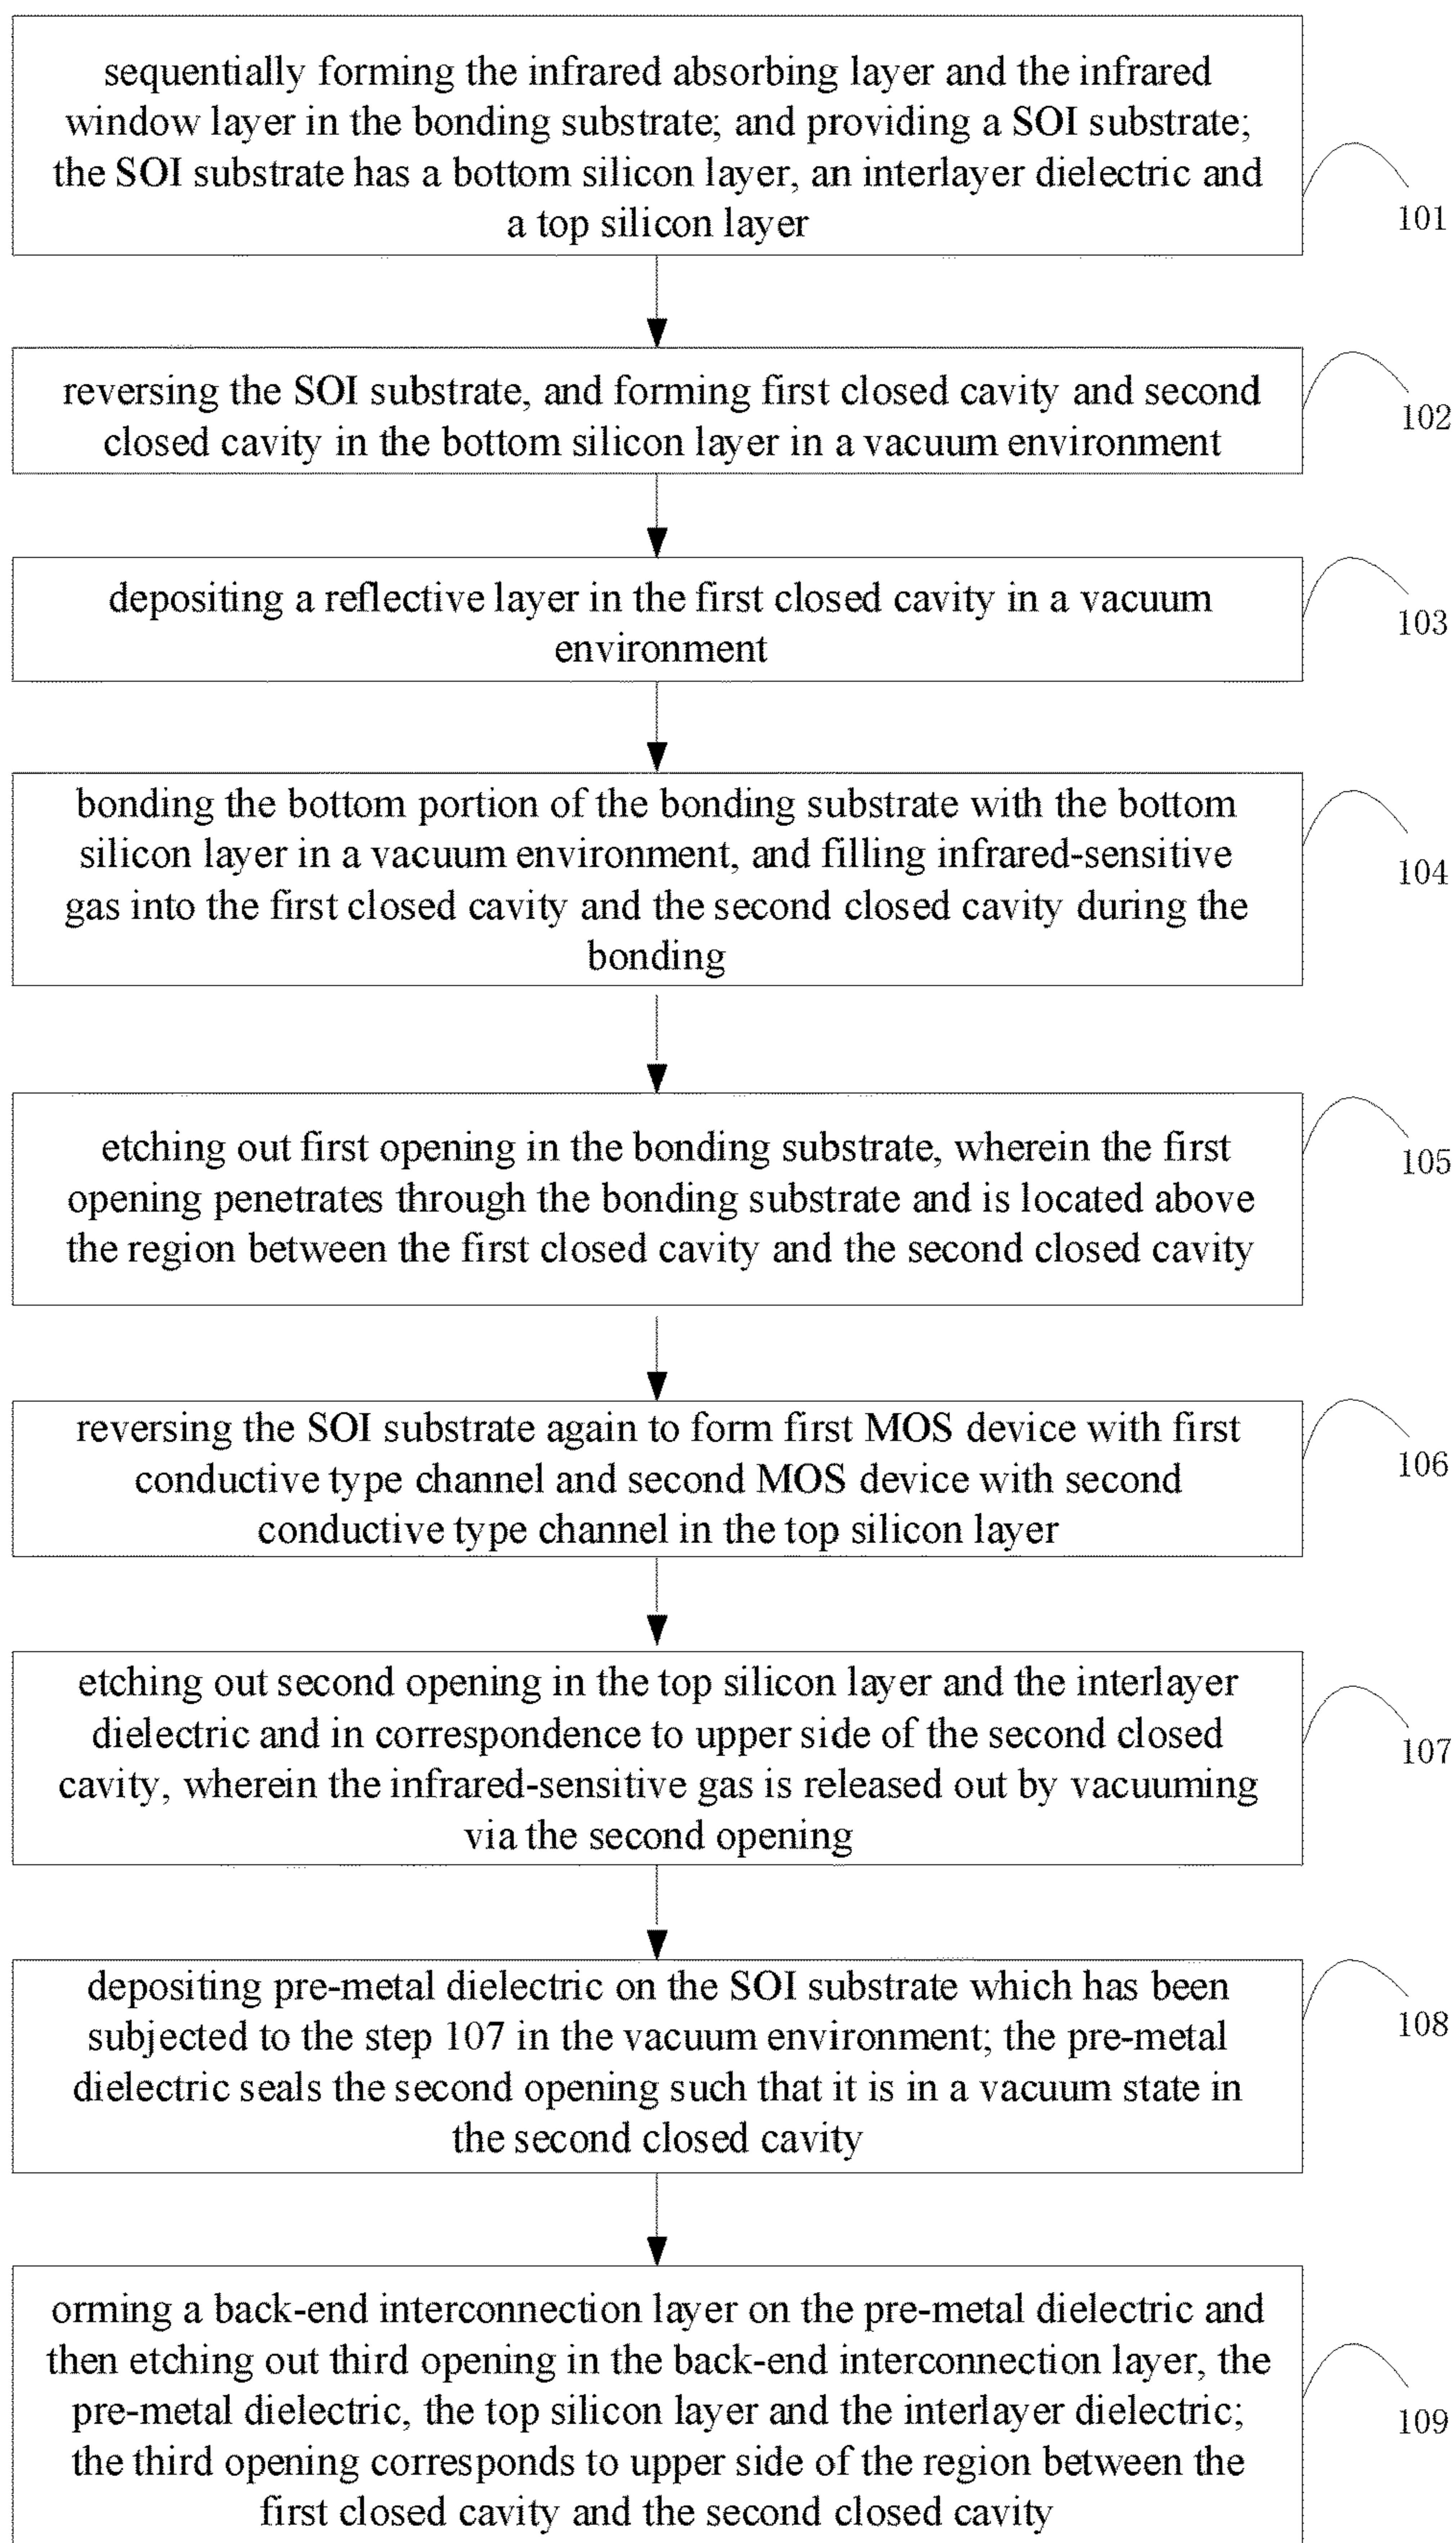 sequentially forming the infrared absorbing layer and the infrared
window layer in the bonding substrate; and providing a SOI substrate;
the SOI substrate has a bottom silicon layer, an interlayer dielectric and
a top silicon layer
101
reversing the SOI substrate, and forming first closed cavity and second
closed cavity in the bottom silicon layer in a vacuum environment
102
depositing a reflective layer in the first closed cavity in a vacuum
environment
103
bonding the bottom portion of the bonding substrate with the bottom
silicon layer in a vacuum environment, and filling infrared-sensitive
gas into the first closed cavity and the second closed cavity during the
bonding
104
etching out first opening in the bonding substrate, wherein the first
opening penetrates through the bonding substrate and is located above
the region between the first closed cavity and the second closed cavity
105
reversing the SOI substrate again to form first MOS device with first
conductive type channel and second MOS device with second
conductive type channel in the top silicon layer
106
etching out second opening in the top silicon layer and the interlayer
dielectric and in correspondence to upper side of the second closed
cavity, wherein the infrared-sensitive gas is released out by vacuuming
via the second opening
107
depositing pre-metal dielectric on the SOI substrate which has been
subjected to the step 107 in the vacuum environment; the pre-metal
dielectric seals the second opening such that it is in a vacuum state in
the second closed cavity
108
orming a back-end interconnection layer on the pre-metal dielectric and
then etching out third opening in the back-end interconnection layer, the
pre-metal dielectric, the top silicon layer and the interlayer dielectric;
the third opening corresponds to upper side of the region between the
first closed cavity and the second closed cavity
109